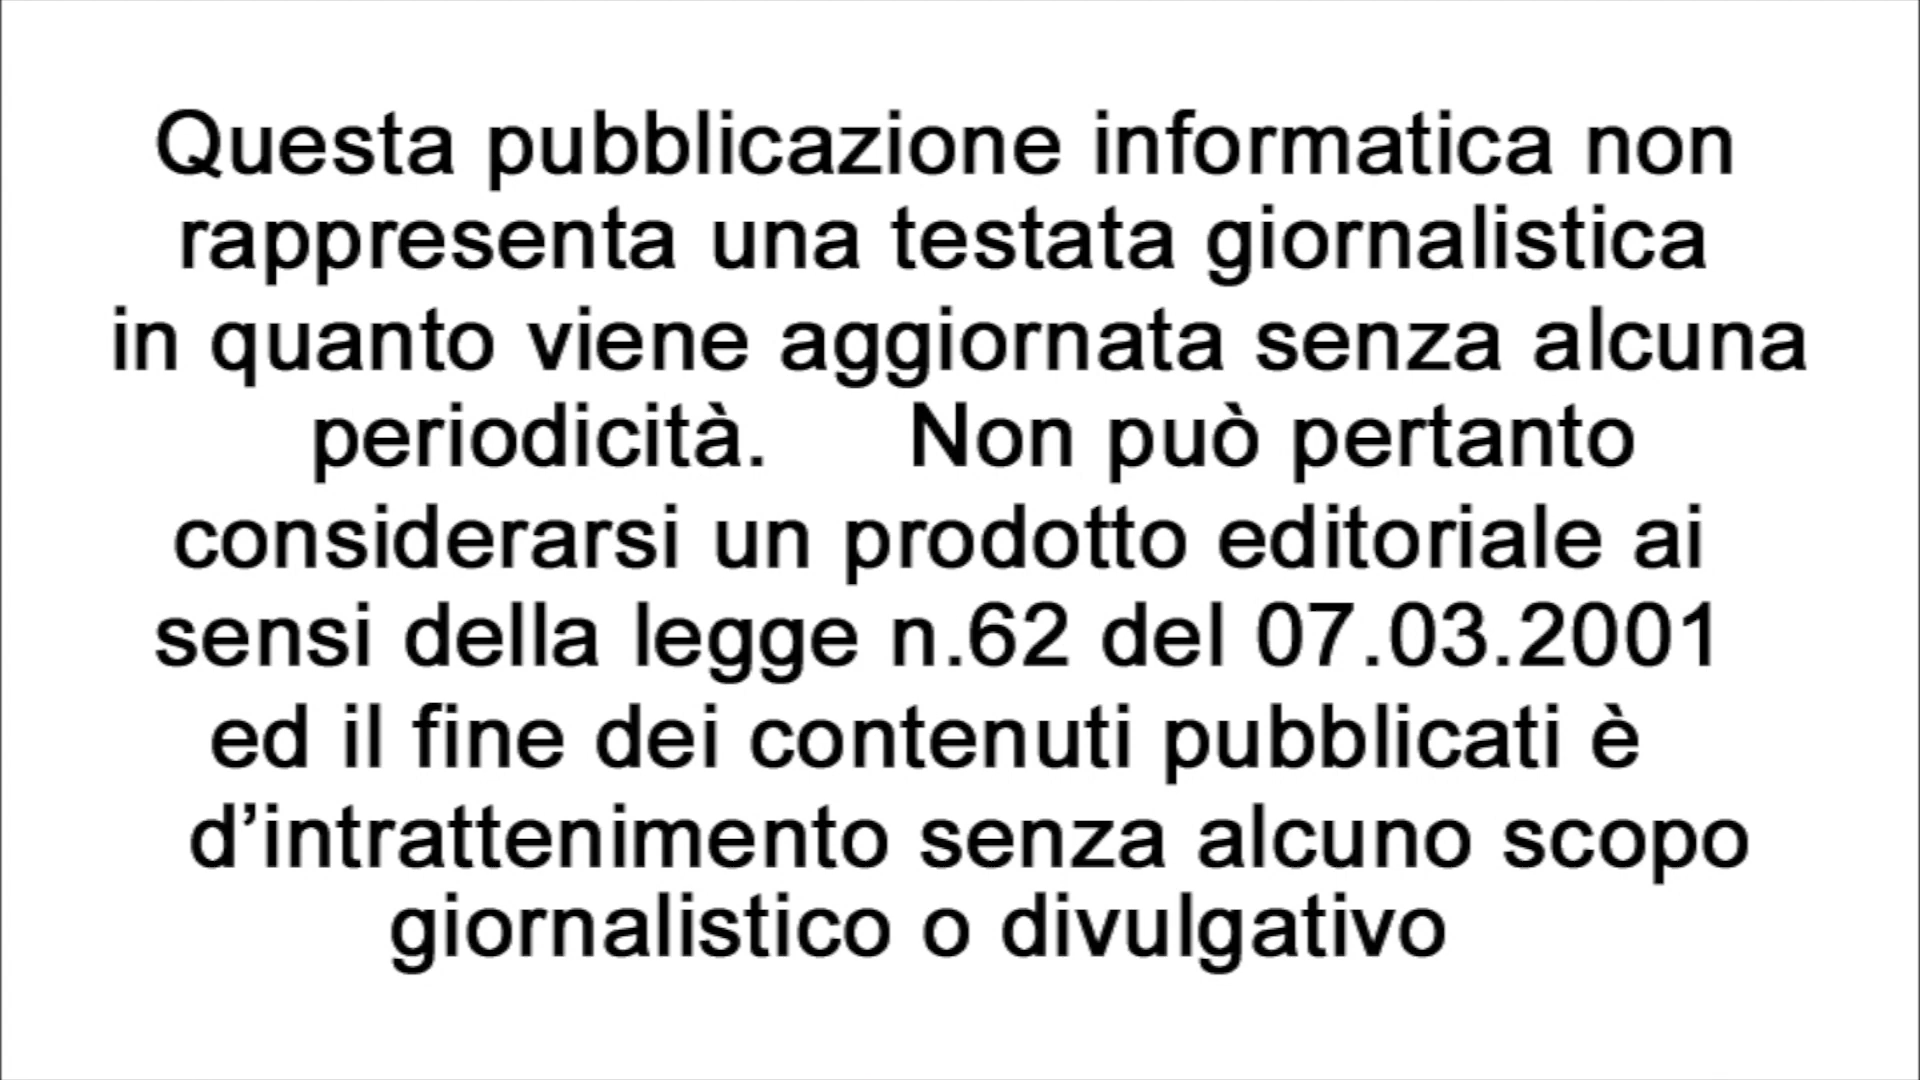 Questa pubblicazione informatica non
rappresenta una testata giornalistica
in quanto viene aggiornata senza alcuna
periodicità. Non può pertanto
considerarsi un prodotto editoriale ai
sensi della legge n.62 del 07.03.2001
ed il fine dei contenuti pubblicati è
d’intrattenimento senza alcuno scopo
giornalistico o divulgativo